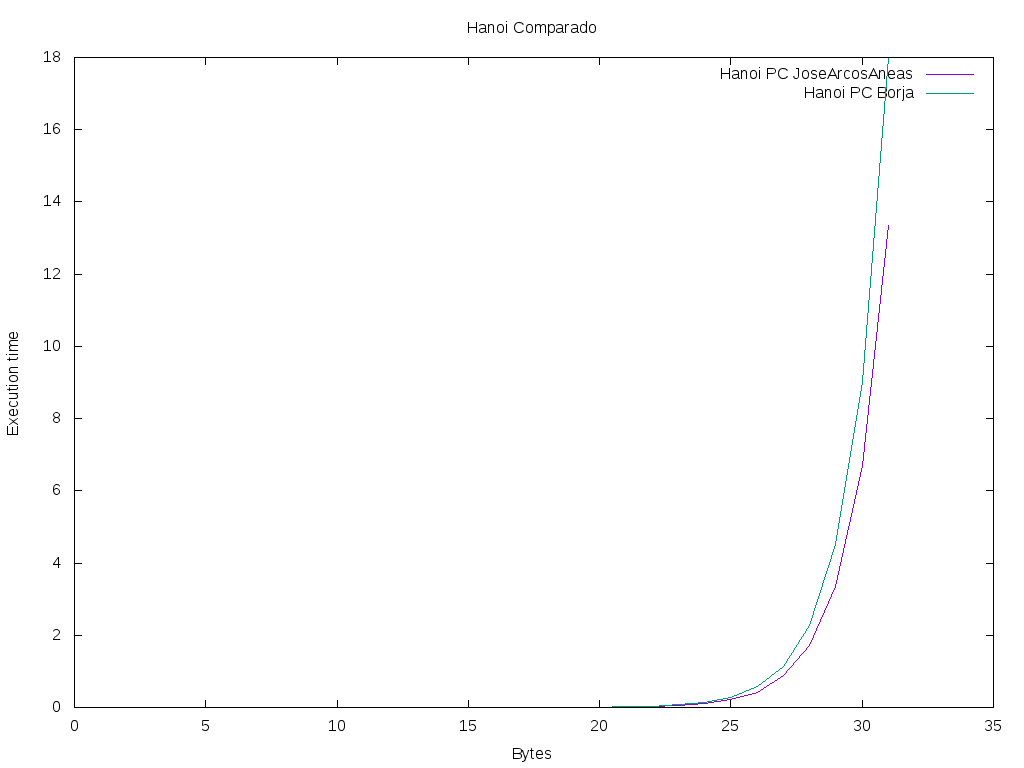 Hanoi Comparado
Hanoi PC JoseArcosAneas
Hanoi PC Borja
18
16
14
12
10
8
6
4
2
0
Execution time
0 5 10 15 20 25 30 35
Bytes